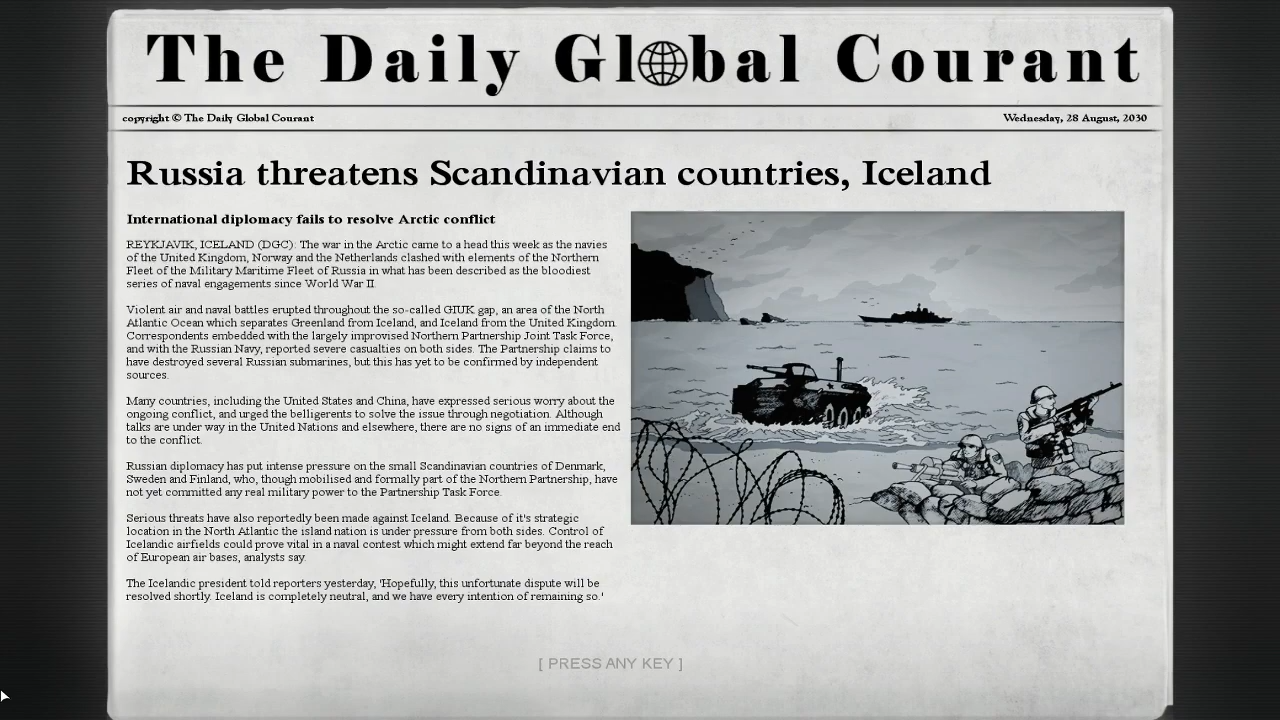 The Daily Global Courant
copyright © The Daily Global Courant
Wednesday, 28 August, 2030
Russia threatens Scandinavian countries, Iceland
International diplomacy fails to resolve Arctic conflict
REYKJAVIK, ICELAND (DGC): The war in the Arctic came to a head this week as the navies
of the United Kingdom, Norway and the Netherlands clashed with elements of the Northern
Fleet of the Military Maritime Fleet of Russia in what has been described as the bloodiest
series of naval engagements since World War II.
Violent air and naval battles erupted throughout the so-called GIUK gap, an area of the North
Atlantic Ocean which separates Greenland from Iceland, and Iceland from the United Kingdom.
Correspondents embedded with the largely improvised Northern Partnership Joint Task Force,
and with the Russian Navy, reported severe casualties on both sides. The Partnership claims to
have destroyed several Russian submarines, but this has yet to be confirmed by independent
sources.
Many countries, including the United States and China, have expressed serious worry about the
ongoing conflict, and urged the belligerents to solve the issue through negotiation. Although
talks are under way in the United Nations and elsewhere, there are no signs of an immediate end
to the conflict.
Russian diplomacy has put intense pressure on the small Scandinavian countries of Denmark,
Sweden and Finland, who, though mobilised and formally part of the Northern Partnership, have
not yet committed any real military power to the Partnership Task Force.
Serious threats have also reportedly been made against Iceland. Because of it's strategic
location in the North Atlantic the island nation is under pressure from both sides. Control of
Icelandic airfields could prove vital in a naval contest which might extend far beyond the reach
of European air bases, analysts say.
The Icelandic president told reporters yesterday, 'Hopefully, this unfortunate dispute will be
resolved shortly. Iceland is completely neutral, and we have every intention of remaining so.'
[ PRESS ANY KEY ]